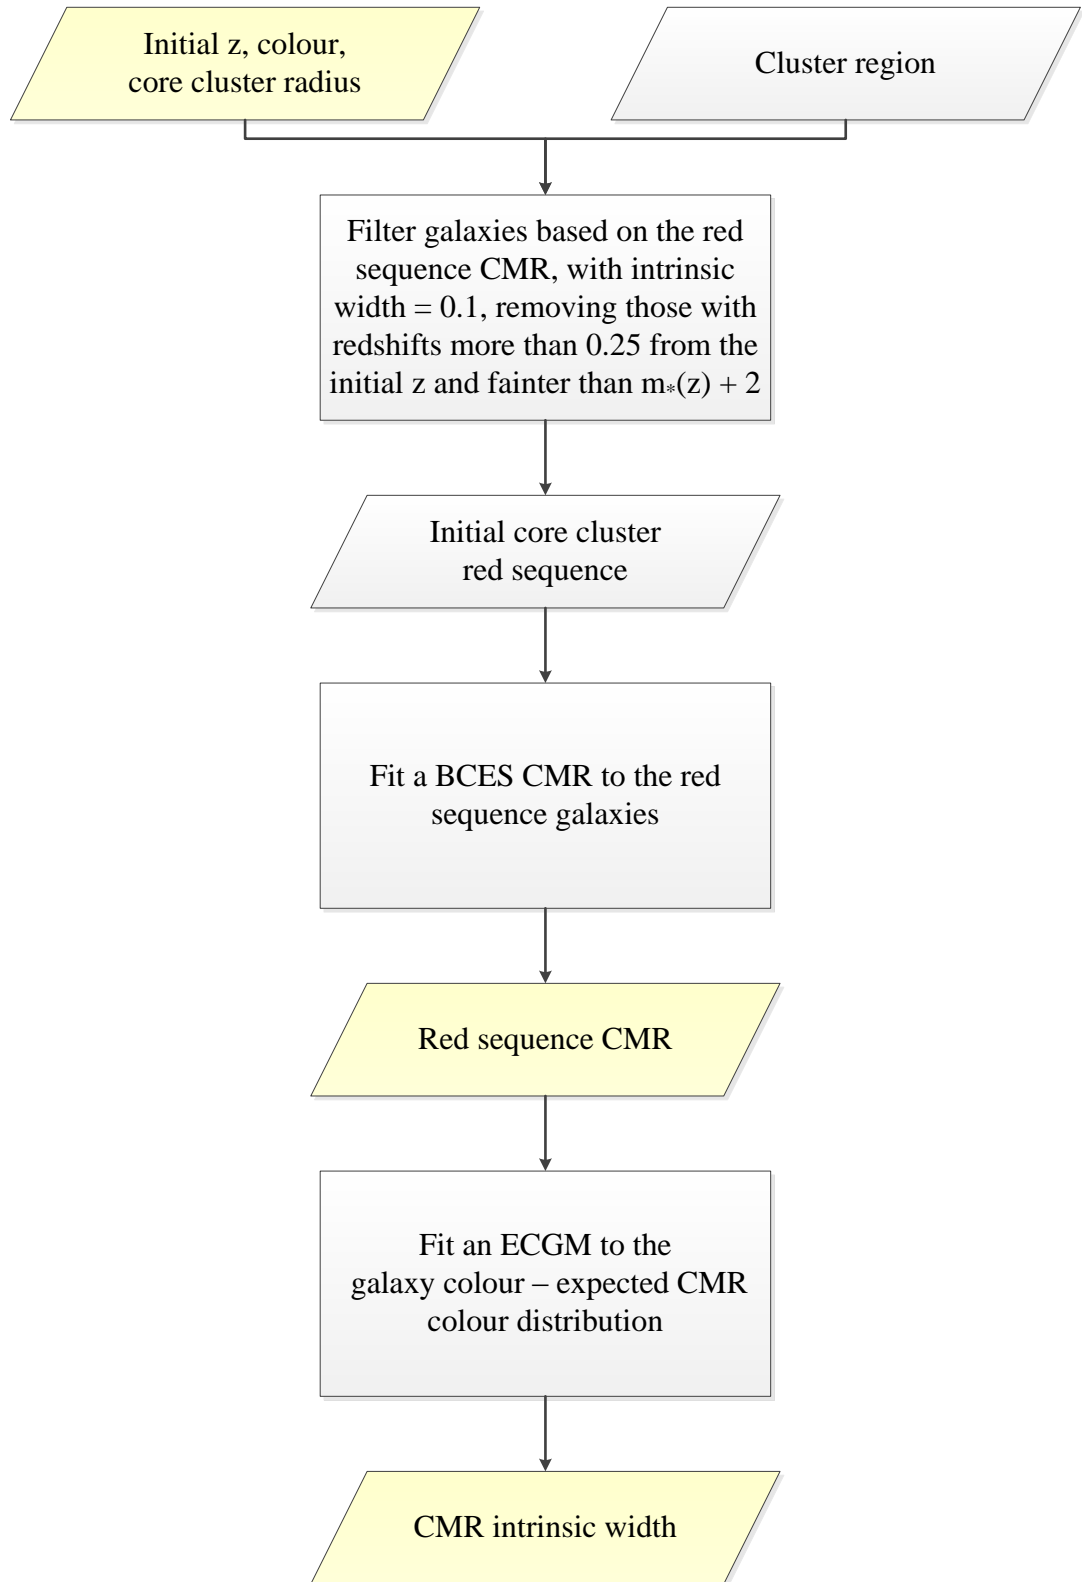 Initial z, colour,
core cluster radius
Cluster region
Filter galaxies based on the red
sequence CMR, with intrinsic
width = 0.1, removing those with
redshifts more than 0.25 from the
initial z and fainter than m*(z) + 2
Initial core cluster
red sequence
Fit a BCES CMR to the red
sequence galaxies
Red sequence CMR
Fit an ECGM to the
galaxy colour – expected CMR
colour distribution
CMR intrinsic width